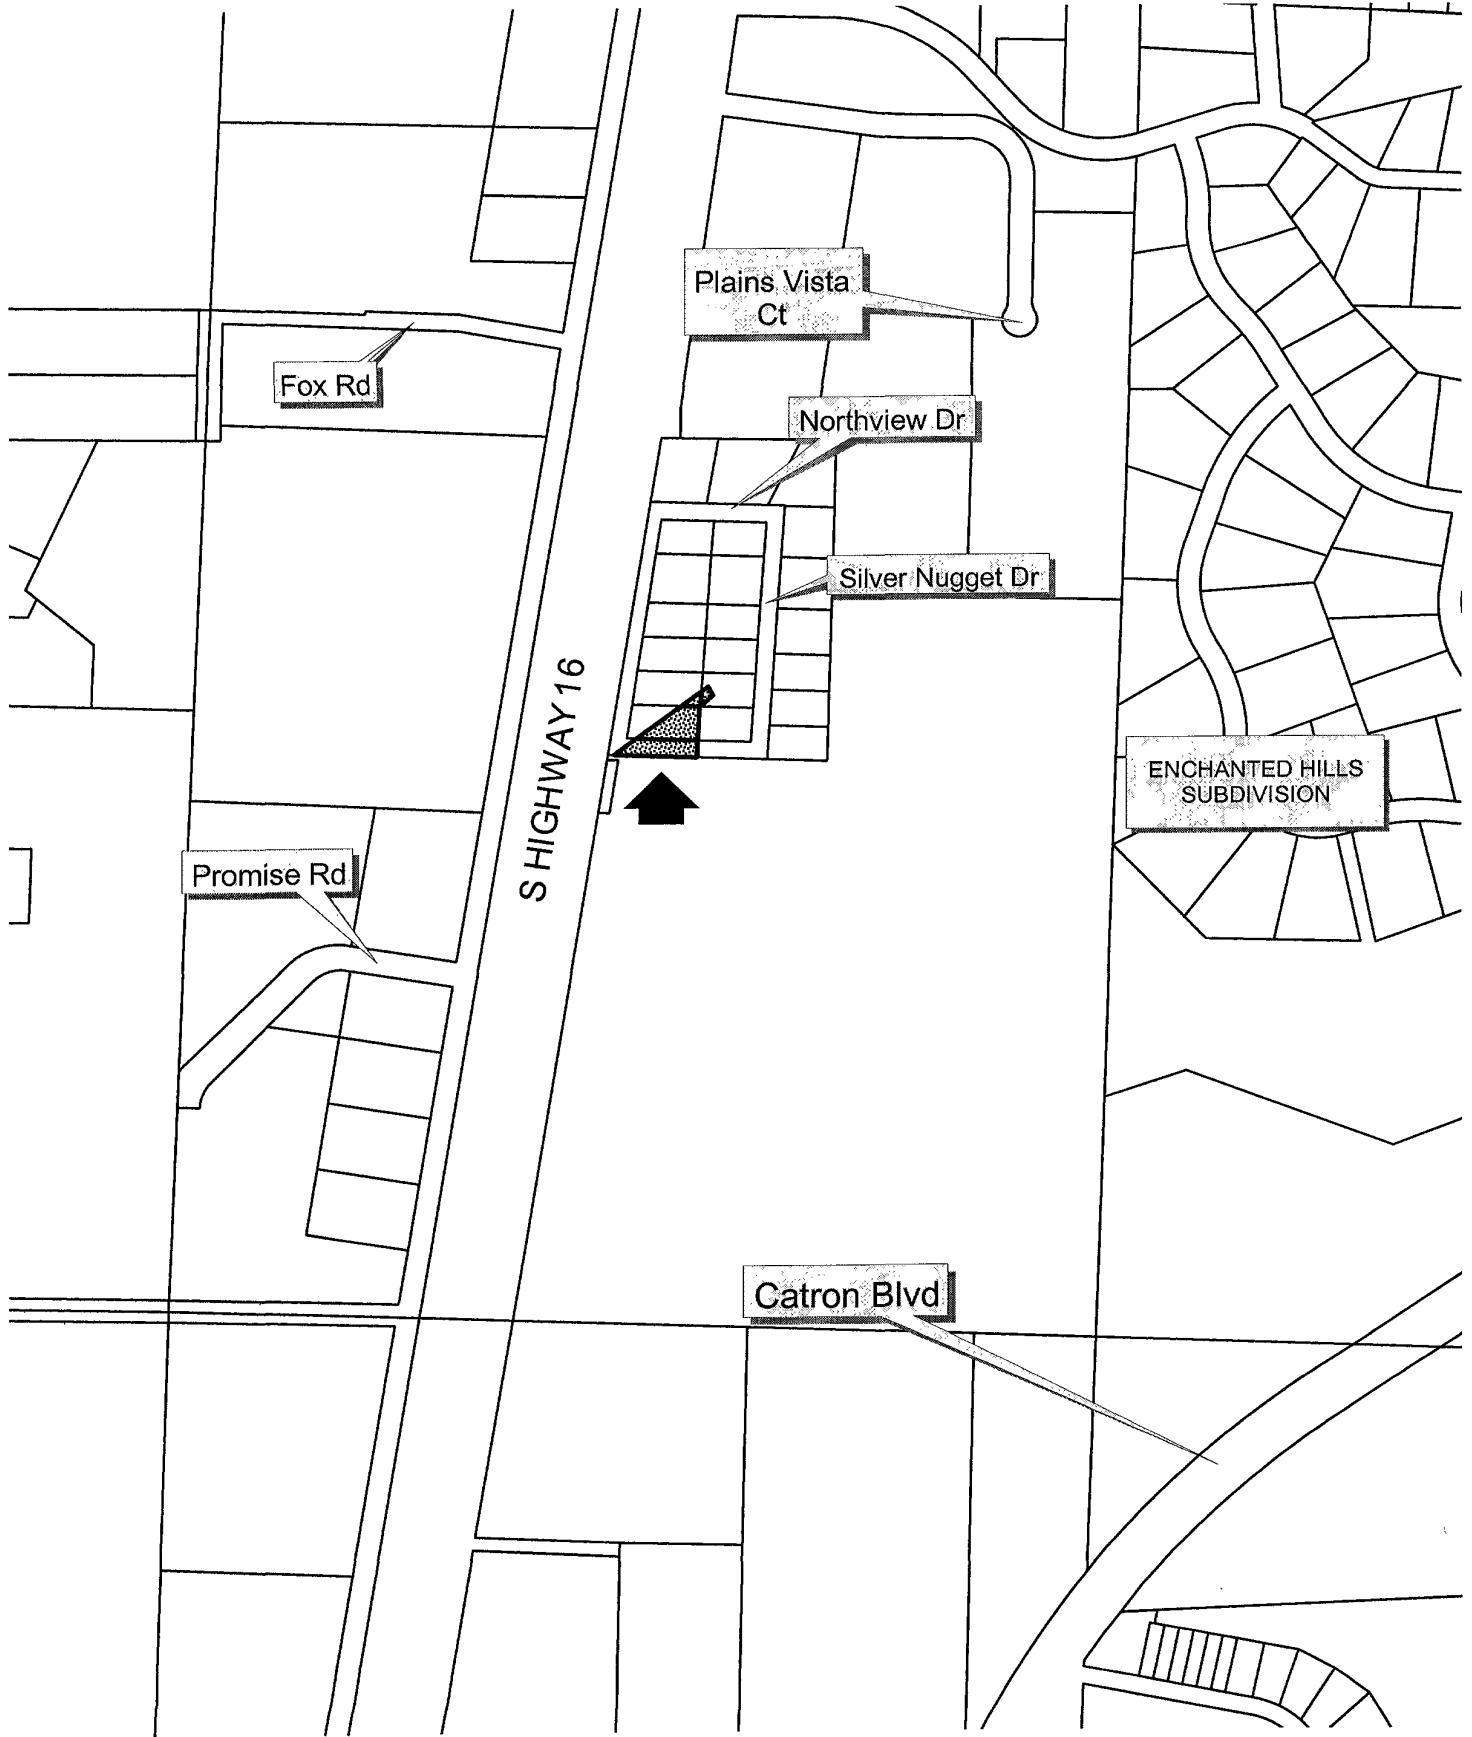 Plains Vista
Ct
Fox Rd
Northview Dr
Silver Nugget Dr
S HIGHWAY 16
ENCHANTED HILLS
SUBDIVISION
Promise Rd
Catron Blvd